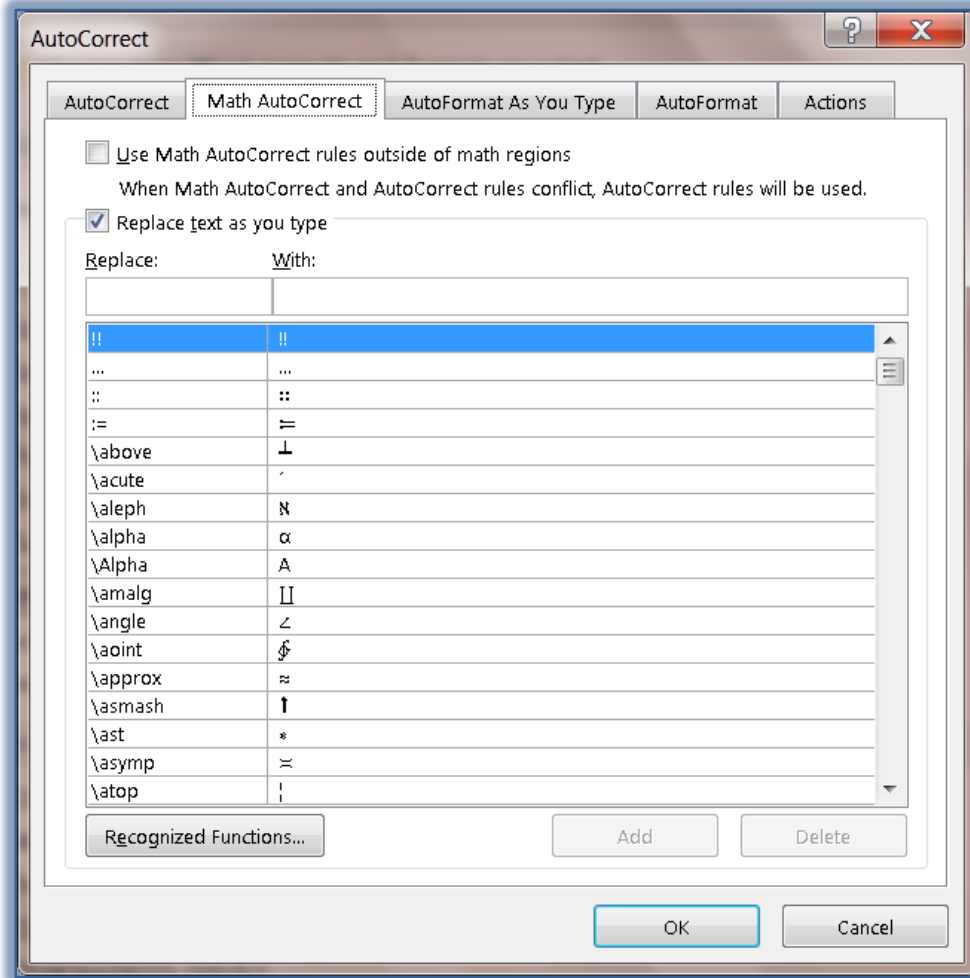 AutoCorrect
AutoCorrect Math AutoCorrect AutoFormat As You Type AutoFormat Actions
Use Math AutoCorrect rules outside of math regions
When Math AutoCorrect and AutoCorrect rules conflict, AutoCorrect rules will be used.
Replace text as you type
Replace: With:
!! ‼
... …
:: ∷
:= ≔
\above ┴
\acute ́
\aleph ℵ
\alpha α
\Alpha Α
\amalg ∐
\angle ∠
\aoint ∳
\approx ≈
\asmash ⬆
\ast ∗
\asymp ≍
\atop ¦
Recognized Functions... Add Delete
OK Cancel